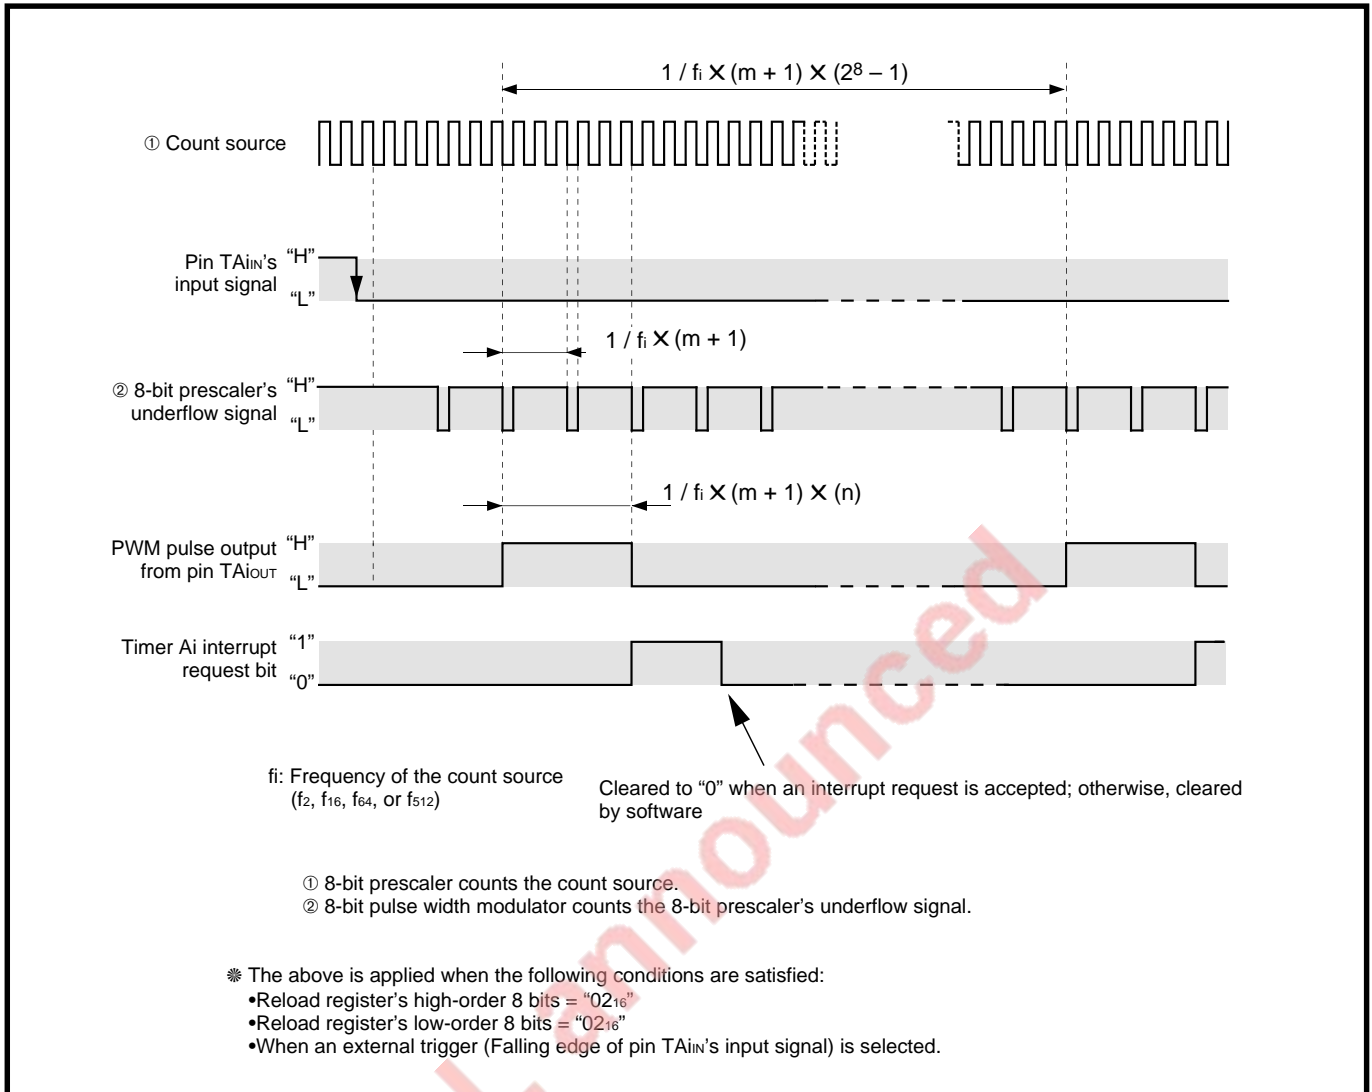 1 / fi ✕ (m + 1) ✕ (2⁸ – 1)
① Count source
Pin TAiIN’s
input signal
“H”
“L”
1 / fi ✕ (m + 1)
② 8-bit prescaler’s
underflow signal
“H”
“L”
1 / fi ✕ (m + 1) ✕ (n)
PWM pulse output
from pin TAiOUT
“H”
“L”
Timer Ai interrupt
request bit
“1”
“0”
fi: Frequency of the count source
(f2, f16, f64, or f512)
Cleared to “0” when an interrupt request is accepted; otherwise, cleared
by software
① 8-bit prescaler counts the count source.
② 8-bit pulse width modulator counts the 8-bit prescaler’s underflow signal.
❋ The above is applied when the following conditions are satisfied:
•Reload register’s high-order 8 bits = “0216”
•Reload register’s low-order 8 bits = “0216”
•When an external trigger (Falling edge of pin TAiIN’s input signal) is selected.
announced